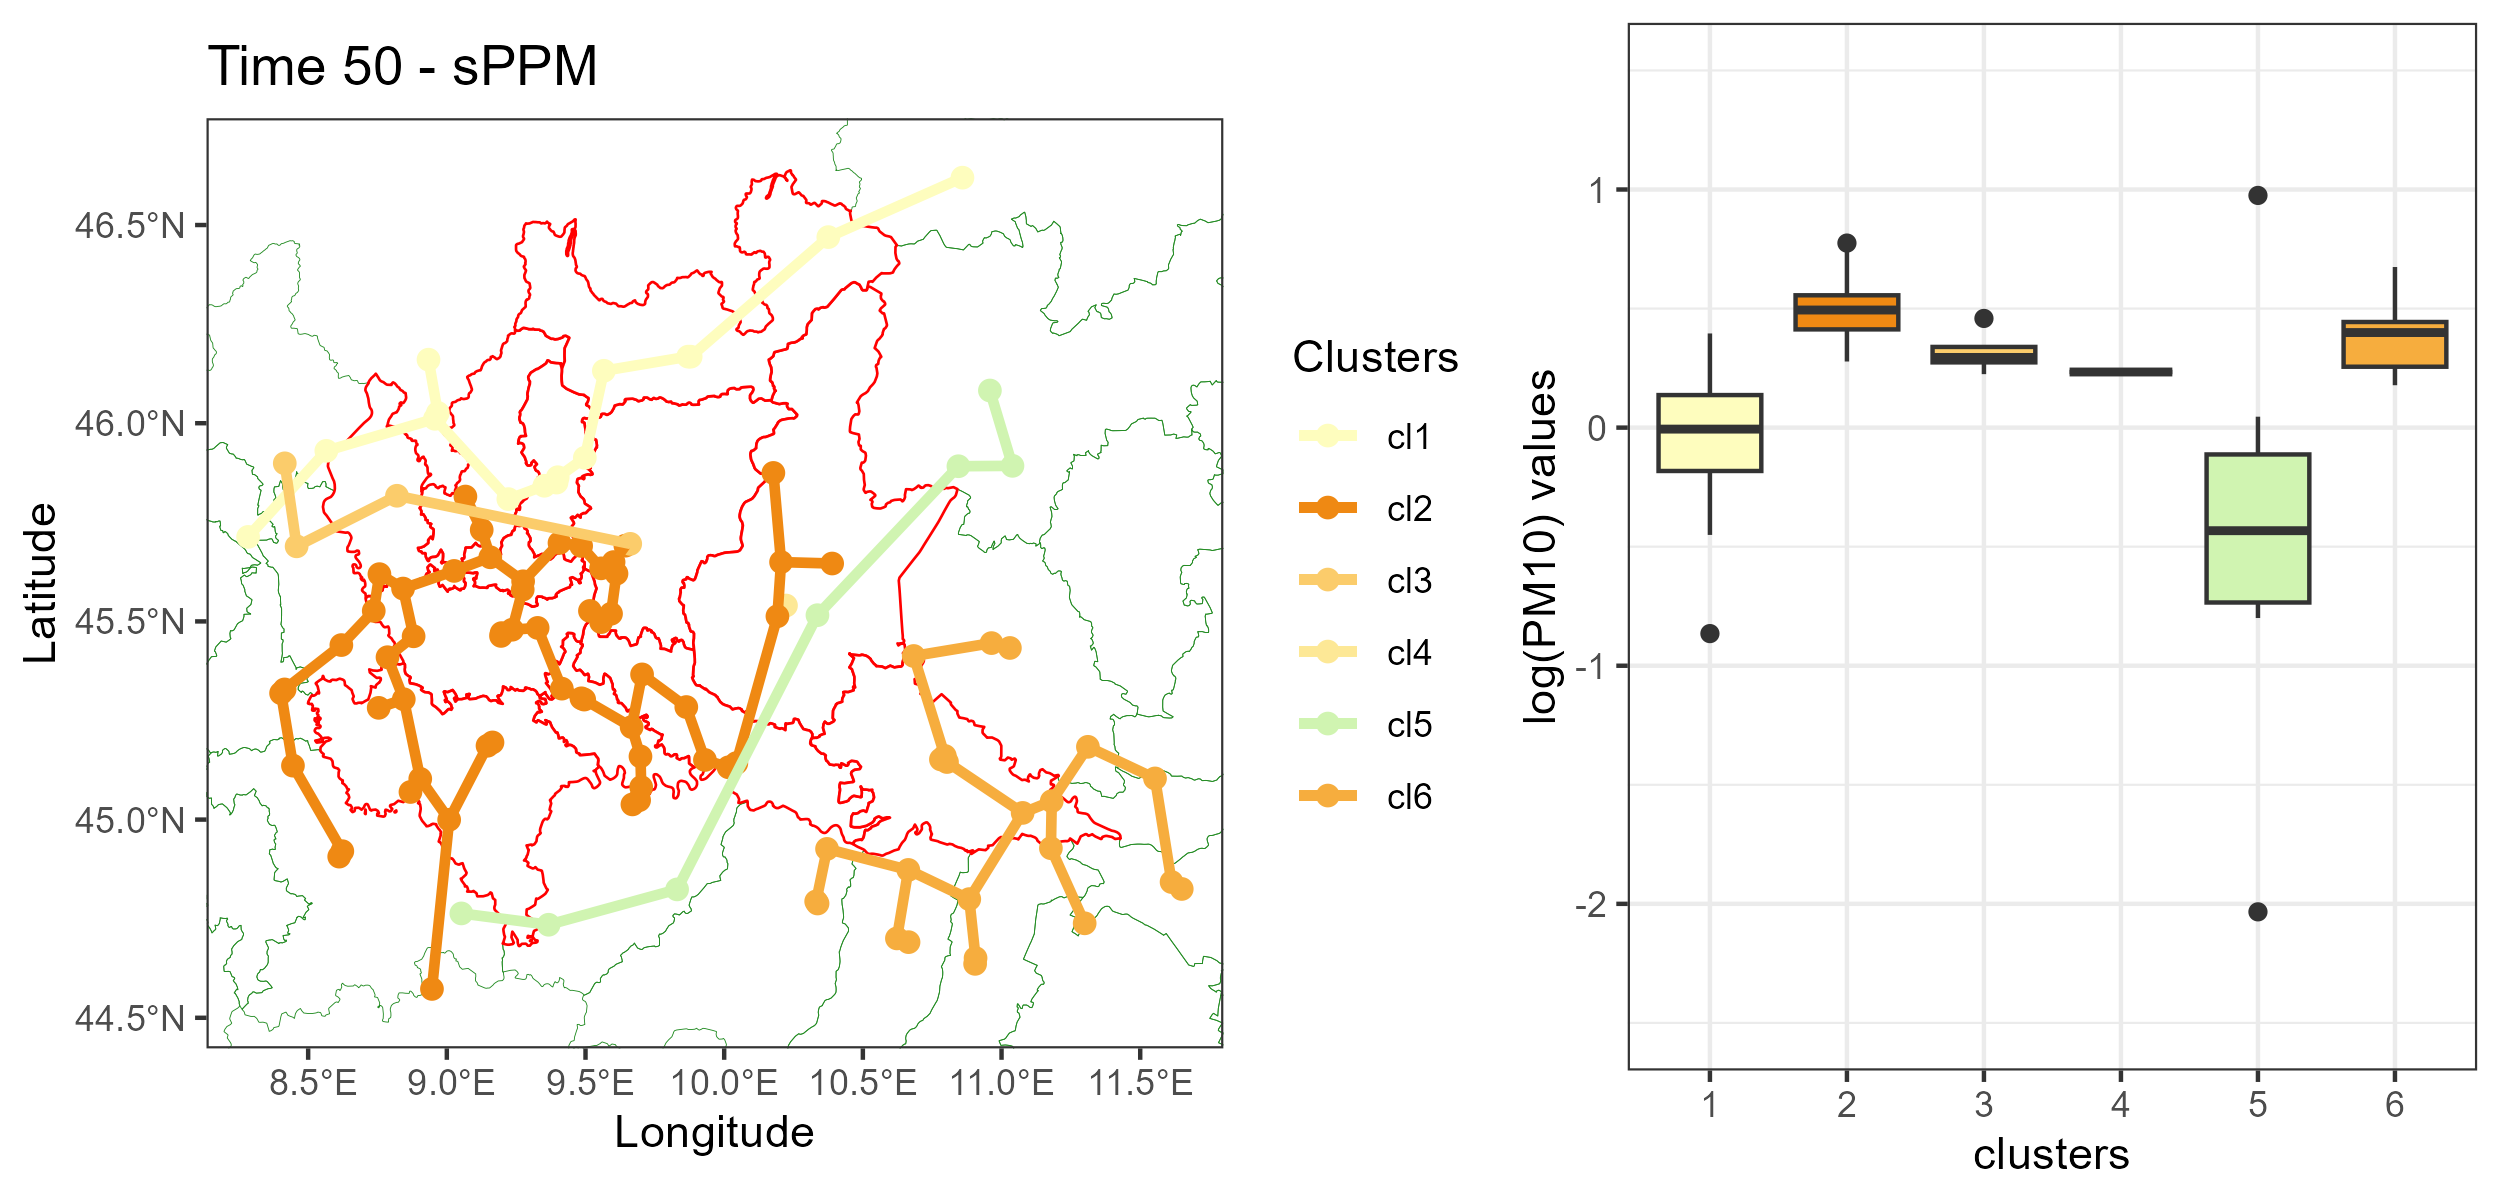 Time 50 - sPPM
Latitude
46.5°N
46.0°N
45.5°N
45.0°N
44.5°N
8.5°E 9.0°E 9.5°E 10.0°E 10.5°E 11.0°E 11.5°E
Longitude
Clusters
cl1
cl2
cl3
cl4
cl5
cl6
log(PM10) values
1
0
-1
-2
1 2 3 4 5 6
clusters